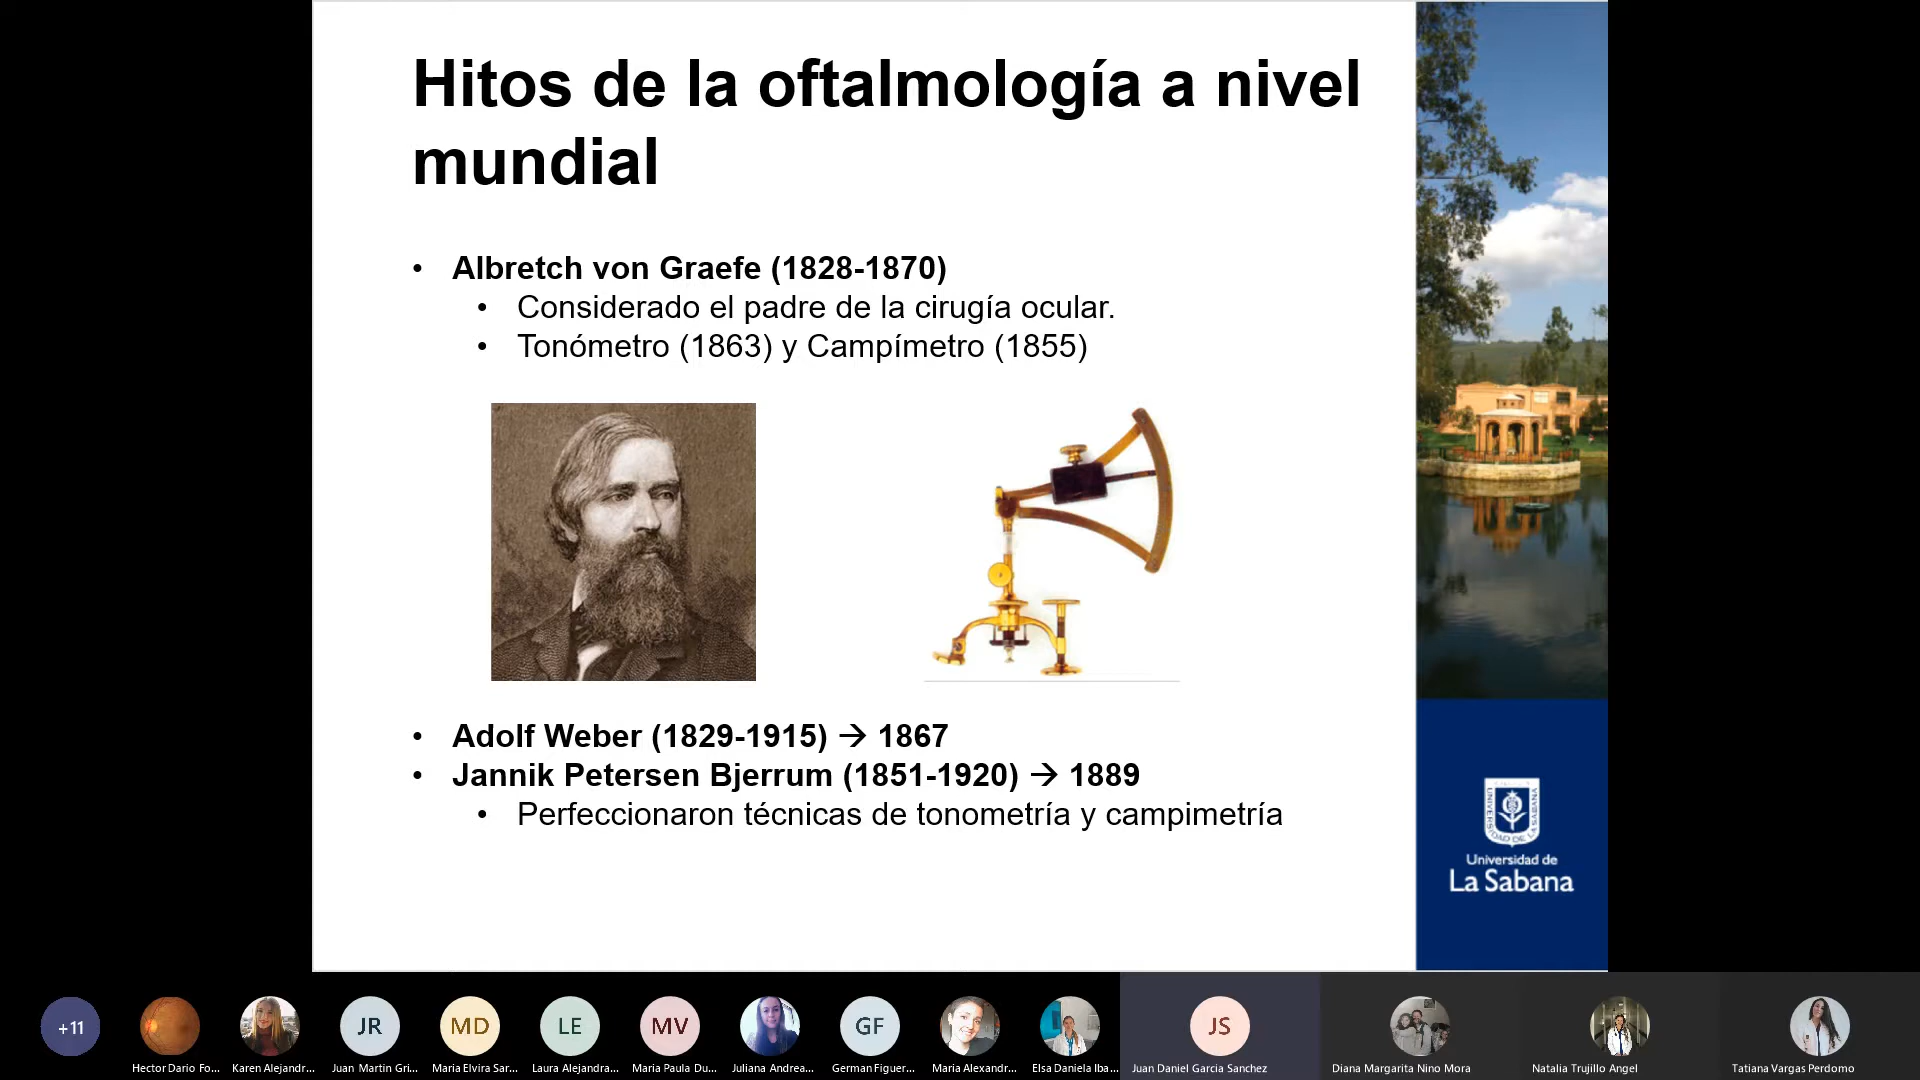 Hitos de la oftalmología a nivel
mundial
• Albretch von Graefe (1828-1870)
• Considerado el padre de la cirugía ocular.
• Tonómetro (1863) y Campímetro (1855)
• Adolf Weber (1829-1915) → 1867
• Jannik Petersen Bjerrum (1851-1920) → 1889
• Perfeccionaron técnicas de tonometría y campimetría
UNIVERSIDAD DE LA SABANA
Universidad de
La Sabana
+11
JR
MD
LE
MV
GF
JS
Hector Dario Fo...
Karen Alejandr...
Juan Martin Gri...
Maria Elvira Sar...
Laura Alejandra...
Maria Paula Du...
Juliana Andrea...
German Figuer...
Maria Alexandr...
Elsa Daniela Iba...
Juan Daniel Garcia Sanchez
Diana Margarita Nino Mora
Natalia Trujillo Angel
Tatiana Vargas Perdomo